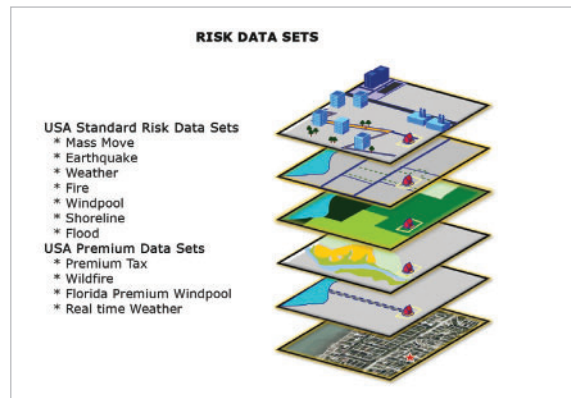 RISK DATA SETS
USA Standard Risk Data Sets
* Mass Move
* Earthquake
* Weather
* Fire
* Windpool
* Shoreline
* Flood
USA Premium Data Sets
* Premium Tax
* Wildfire
* Florida Premium Windpool
* Real time Weather